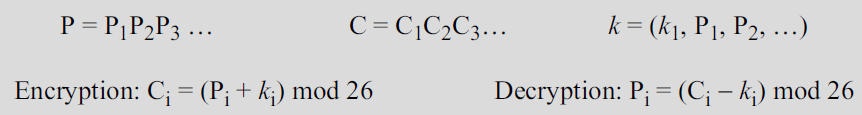 P = P₁P₂P₃ … C = C₁C₂C₃… k = (k₁, P₁, P₂, …)
Encryption: Cᵢ = (Pᵢ + kᵢ) mod 26 Decryption: Pᵢ = (Cᵢ – kᵢ) mod 26